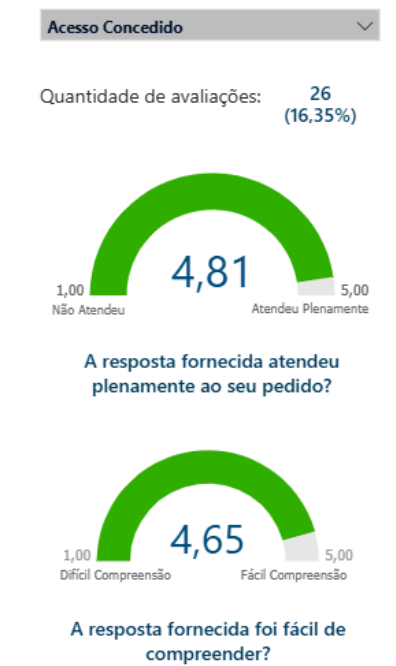 Acesso Concedido
Quantidade de avaliações: 26
(16,35%)
4,81
1,00 5,00
Não Atendeu Atendeu Plenamente
A resposta fornecida atendeu
plenamente ao seu pedido?
4,65
1,00 5,00
Difícil Compreensão Fácil Compreensão
A resposta fornecida foi fácil de
compreender?